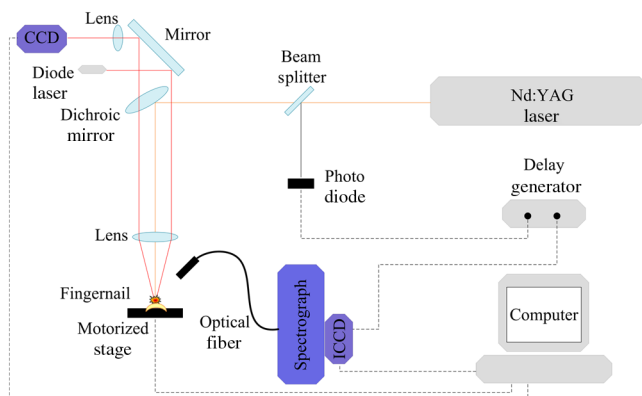 Lens
CCD
Mirror
Diode
laser
Beam
splitter
Nd:YAG
laser
Dichroic
mirror
Photo
diode
Delay
generator
Lens
Fingernail
Motorized
stage
Optical
fiber
Spectrograph
ICCD
Computer